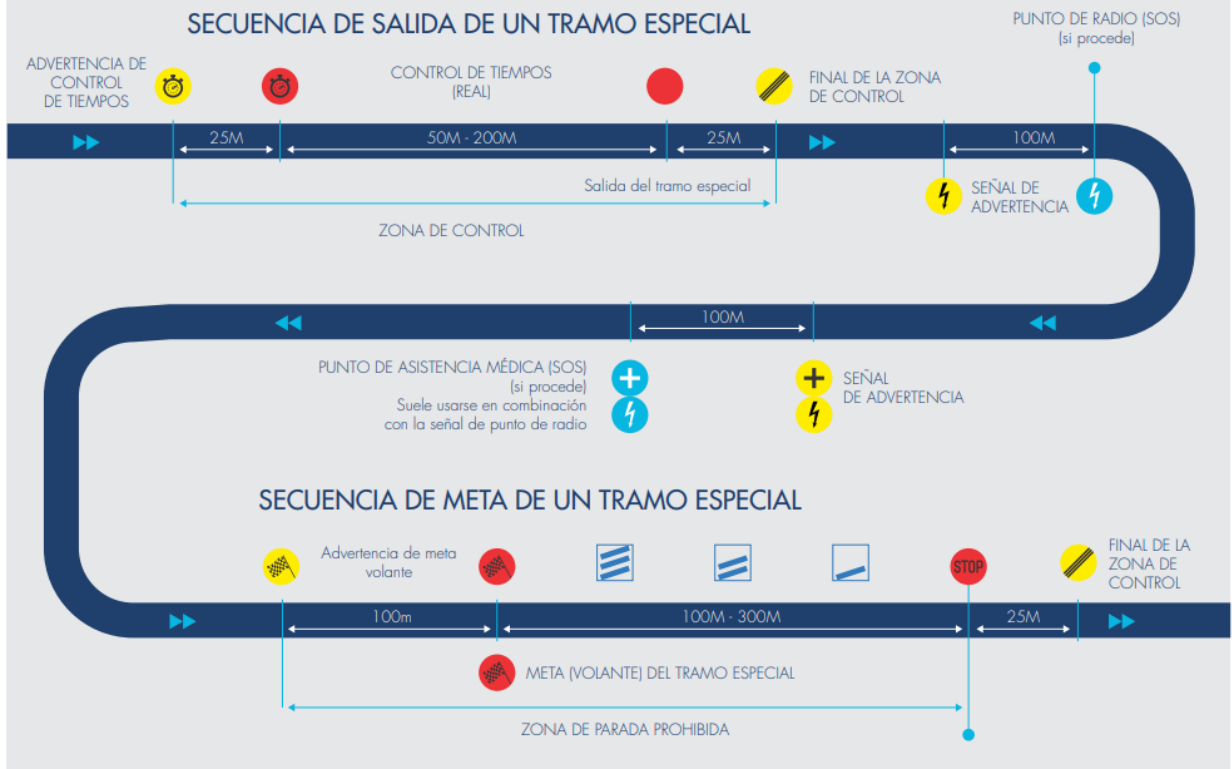 SECUENCIA DE SALIDA DE UN TRAMO ESPECIAL
PUNTO DE RADIO (SOS)
(si procede)
ADVERTENCIA DE
CONTROL
DE TIEMPOS
CONTROL DE TIEMPOS
(REAL)
FINAL DE LA ZONA
DE CONTROL
25M
50M - 200M
25M
100M
Salida del tramo especial
ZONA DE CONTROL
SEÑAL DE
ADVERTENCIA
100M
PUNTO DE ASISTENCIA MÉDICA (SOS)
(si procede)
Suele usarse en combinación
con la señal de punto de radio
SEÑAL
DE ADVERTENCIA
SECUENCIA DE META DE UN TRAMO ESPECIAL
Advertencia de meta
volante
STOP
FINAL DE LA
ZONA DE
CONTROL
100m
100M - 300M
25M
META (VOLANTE) DEL TRAMO ESPECIAL
ZONA DE PARADA PROHIBIDA